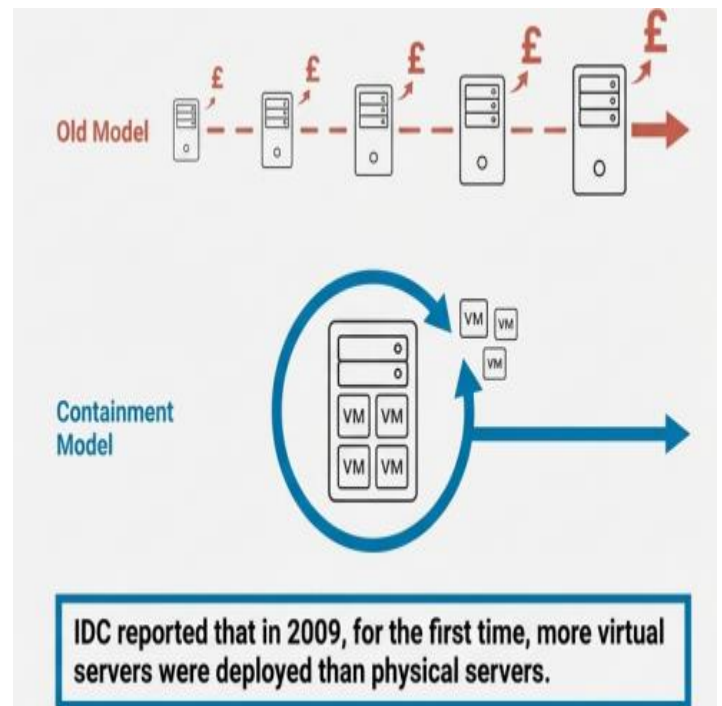 £ £ £ £ £
Old Model
VM VM
VM
Containment
Model
VM VM
VM VM
IDC reported that in 2009, for the first time, more virtual
servers were deployed than physical servers.